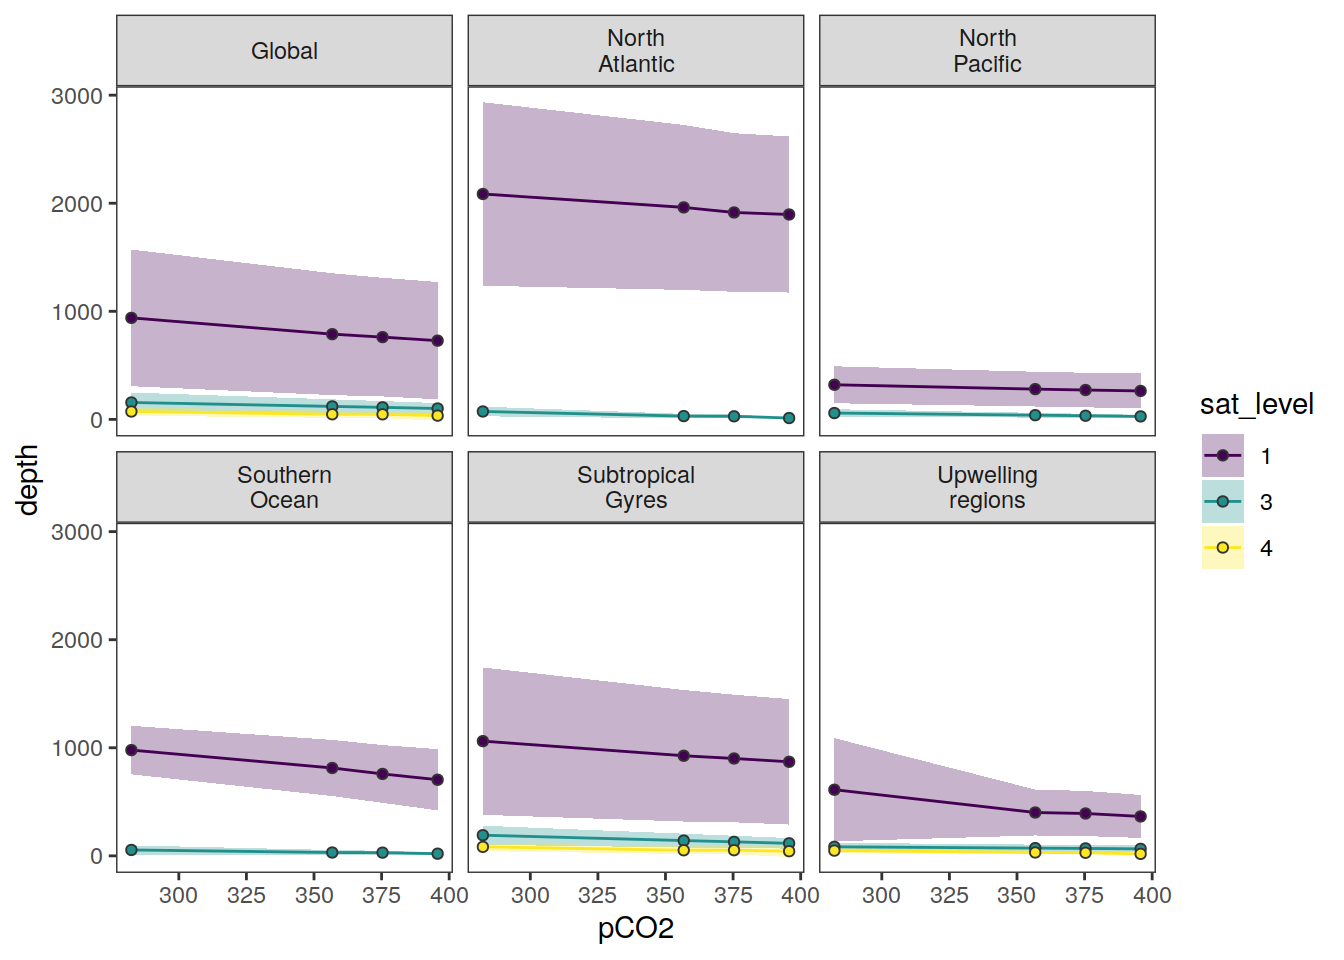 Global
North
Atlantic
North
Pacific
3000
2000
1000
0
Southern
Ocean
Subtropical
Gyres
Upwelling
regions
3000
2000
1000
0
depth
300
325
350
375
400
300
325
350
375
400
300
325
350
375
400
pCO2
sat_level
1
3
4